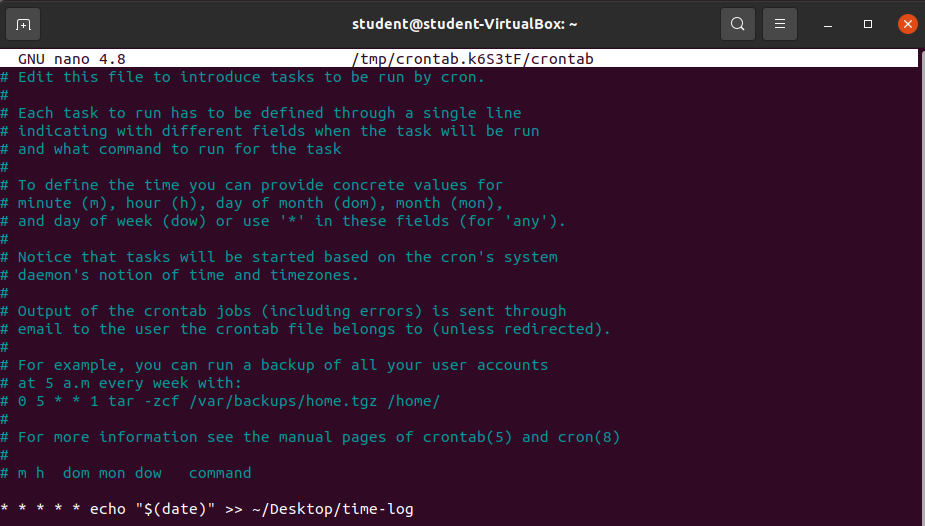 student@student-VirtualBox: ~
GNU nano 4.8 /tmp/crontab.k6S3tF/crontab
# Edit this file to introduce tasks to be run by cron.
#
# Each task to run has to be defined through a single line
# indicating with different fields when the task will be run
# and what command to run for the task
#
# To define the time you can provide concrete values for
# minute (m), hour (h), day of month (dom), month (mon),
# and day of week (dow) or use '*' in these fields (for 'any').
#
# Notice that tasks will be started based on the cron's system
# daemon's notion of time and timezones.
#
# Output of the crontab jobs (including errors) is sent through
# email to the user the crontab file belongs to (unless redirected).
#
# For example, you can run a backup of all your user accounts
# at 5 a.m every week with:
# 0 5 * * 1 tar -zcf /var/backups/home.tgz /home/
#
# For more information see the manual pages of crontab(5) and cron(8)
#
# m h  dom mon dow   command
* * * * * echo "$(date)" >> ~/Desktop/time-log